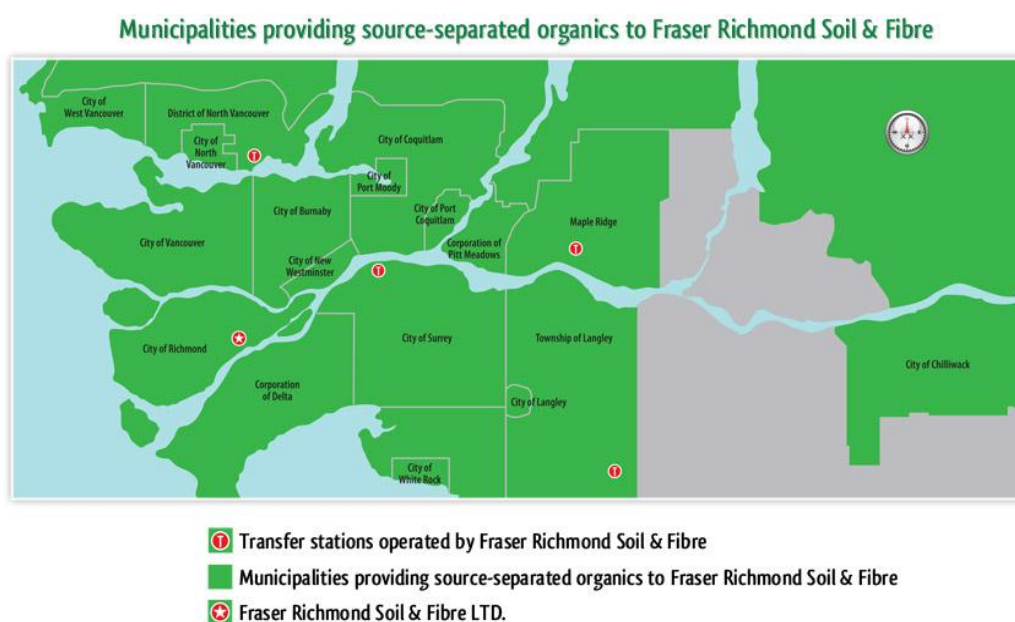 Municipalities providing source-separated organics to Fraser Richmond Soil & Fibre
City of
West Vancouver
District of North Vancouver
City of
North
Vancouver
T
City of Coquitlam
City of
Port Moody
City of Burnaby
City of Port
Coquitlam
Corporation of
Pitt Meadows
Maple Ridge
T
City of Vancouver
City of New
Westminster
T
City of Richmond
City of Surrey
Township of Langley
City of Chilliwack
Corporation
of Delta
City of Langley
City of
White Rock
T
T Transfer stations operated by Fraser Richmond Soil & Fibre
Municipalities providing source-separated organics to Fraser Richmond Soil & Fibre
Fraser Richmond Soil & Fibre LTD.